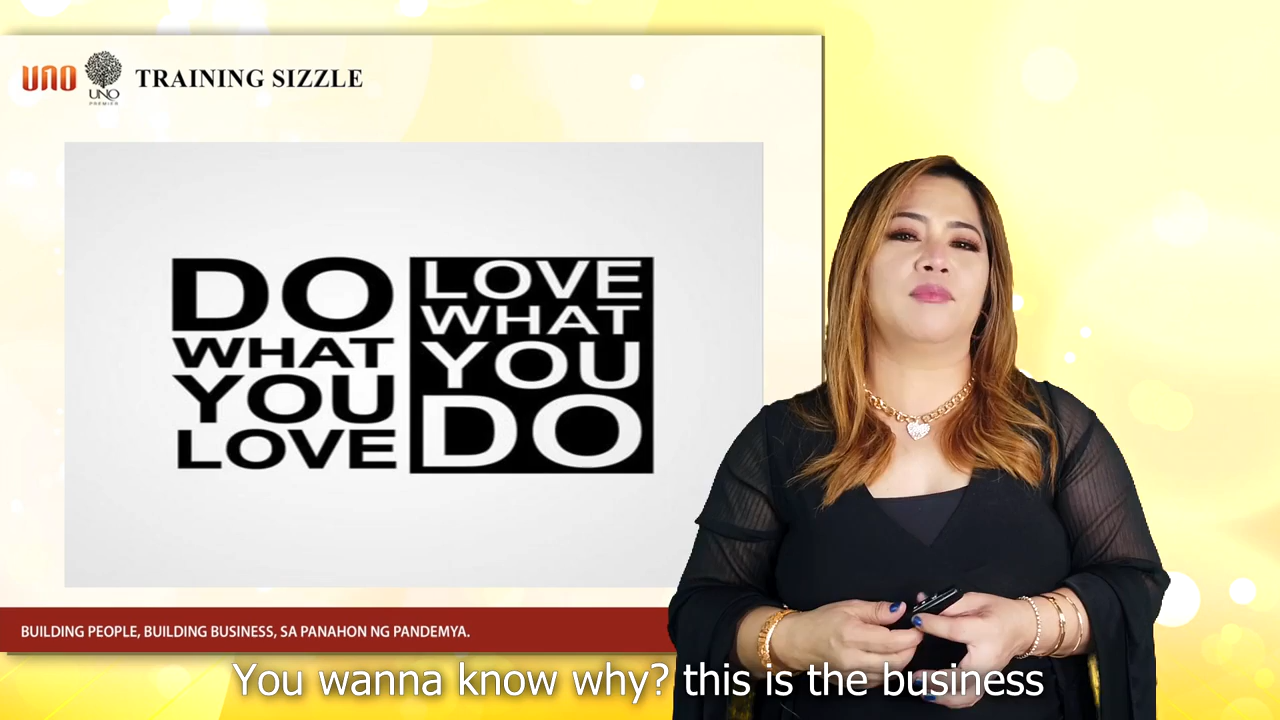 UNO
UNO
PREMIER
TRAINING SIZZLE
DO
WHAT
YOU
LOVE
LOVE
WHAT
YOU
DO
BUILDING PEOPLE, BUILDING BUSINESS, SA PANAHON NG PANDEMYA.
You wanna know why? this is the business